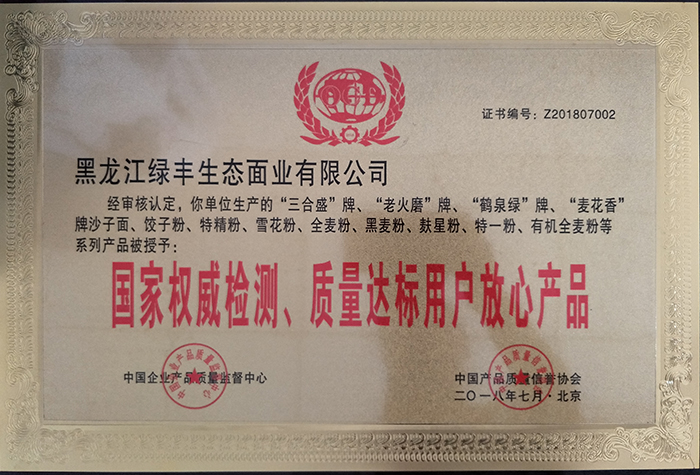 证书编号：Z201807002
黑龙江绿丰生态面业有限公司
经审核认定，你单位生产的“三合盛”牌、“老火磨”牌、“鹤泉绿”牌、“麦花香”
牌沙子面、饺子粉、特精粉、雪花粉、全麦粉、黑麦粉、麸星粉、特一粉、有机全麦粉等
系列产品被授予：
国家权威检测、质量达标用户放心产品
中国企业产品质量监督中心
中国产品质量信誉协会
二〇一八年七月·北京